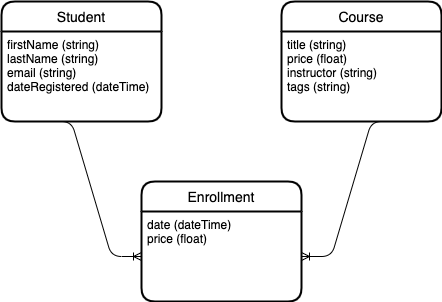 Student
firstName (string)
lastName (string)
email (string)
dateRegistered (dateTime)
Course
title (string)
price (float)
instructor (string)
tags (string)
Enrollment
date (dateTime)
price (float)